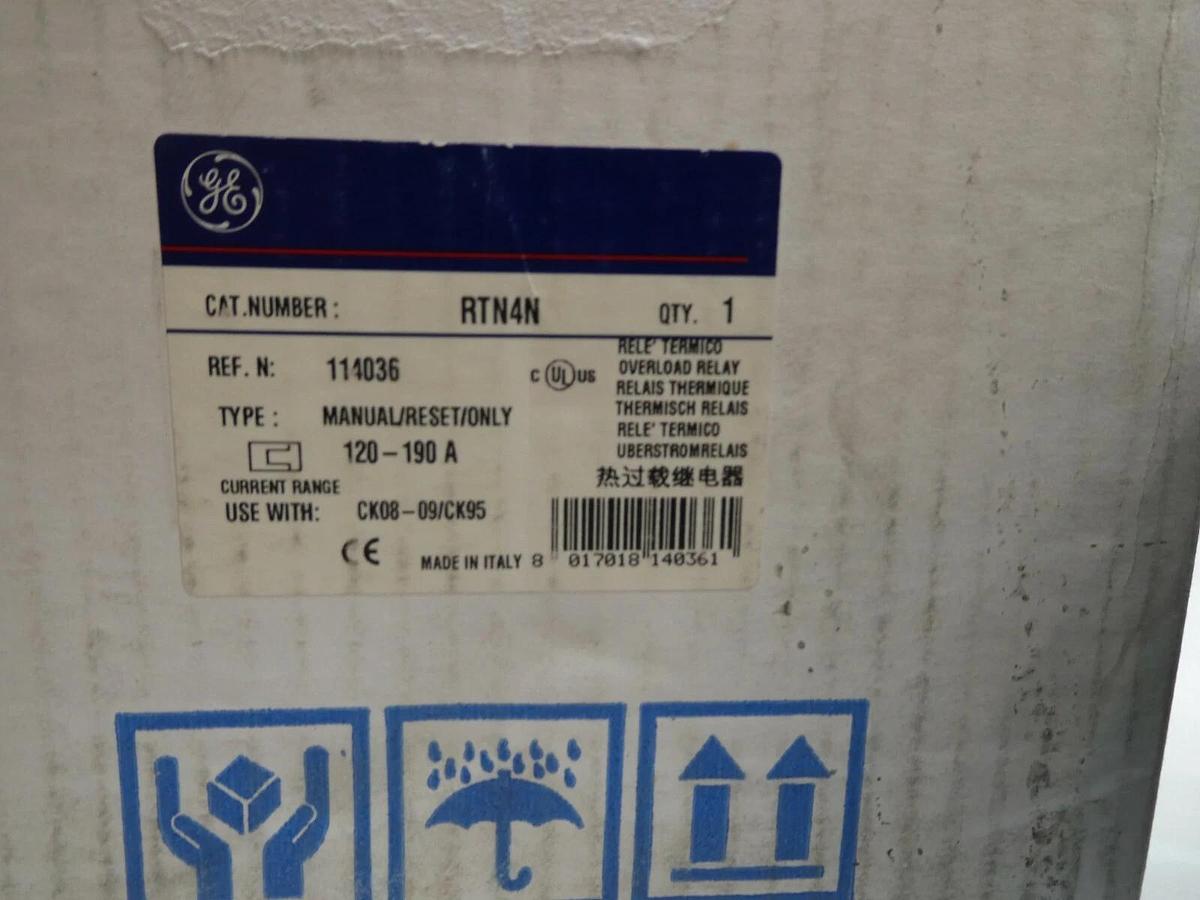 GE
CAT.NUMBER : RTN4N QTY. 1
REF. N: 114036
C UL US
RELE' TERMICO
OVERLOAD RELAY
RELAIS THERMIQUE
THERMISCH RELAIS
RELE' TERMICO
UBERSTROMRELAIS
热过载继电器
TYPE : MANUAL/RESET/ONLY
120-190 A
CURRENT RANGE
USE WITH: CK08-09/CK95
CE MADE IN ITALY
8 017018 140361